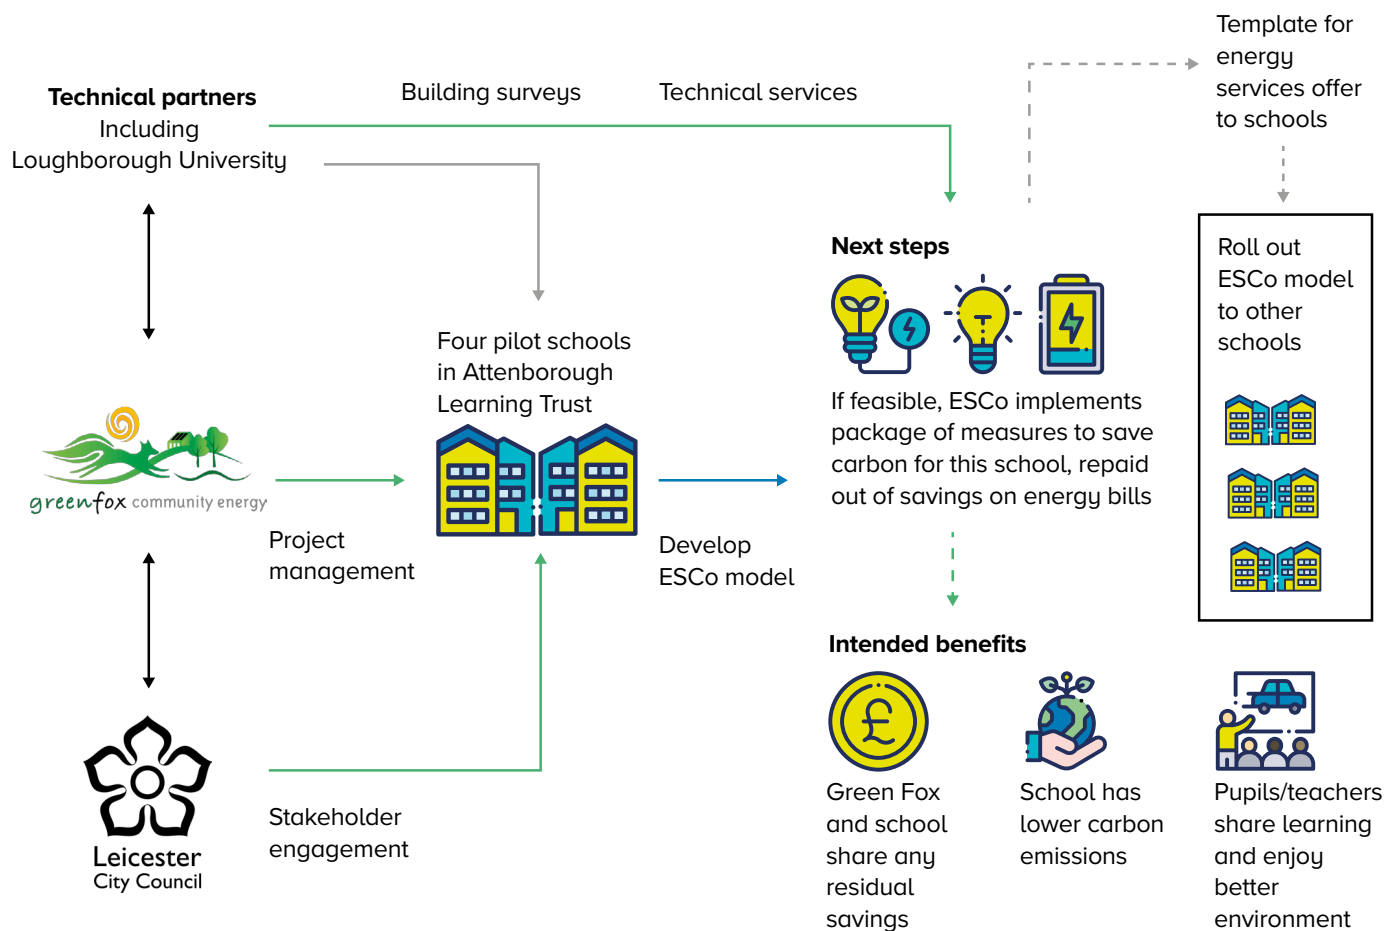 Technical partners
Including
Loughborough University
Building surveys
Technical services
Template for
energy
services offer
to schools
Next steps
Roll out
ESCo model
to other
schools
Four pilot schools
in Attenborough
Learning Trust
If feasible, ESCo implements
package of measures to save
carbon for this school, repaid
out of savings on energy bills
greenfox community energy
Project
management
Develop
ESCo model
Intended benefits
£
Green Fox
and school
share any
residual
savings
School has
lower carbon
emissions
Pupils/teachers
share learning
and enjoy
better
environment
Leicester
City Council
Stakeholder
engagement